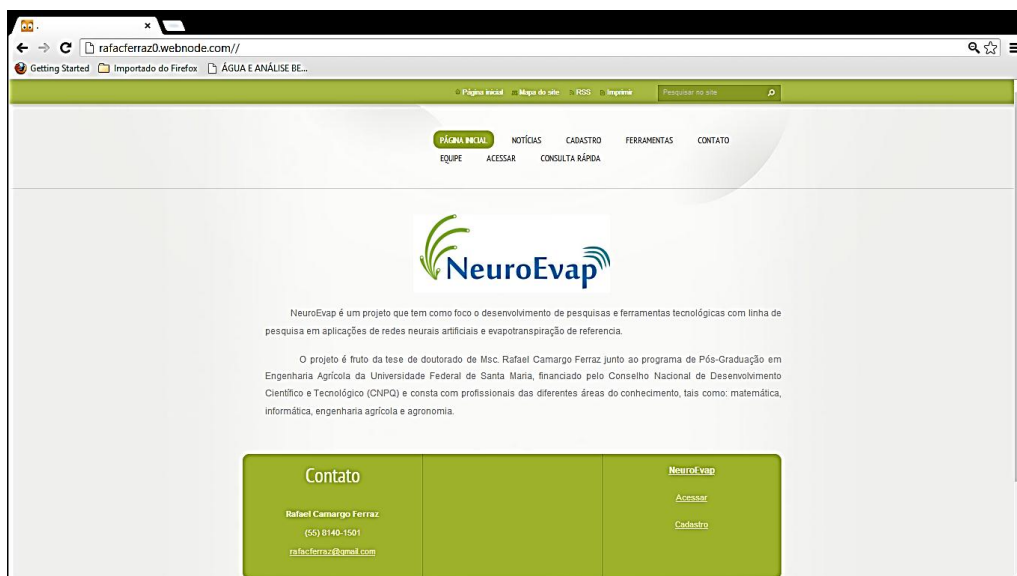 .
rafacferraz0.webnode.com//
Getting Started Importado do Firefox ÁGUA E ANÁLISE BE...
Página inicial Mapa do site RSS Imprimir Pesquisar no site
PÁGINA INICIAL NOTÍCIAS CADASTRO FERRAMENTAS CONTATO
EQUIPE ACESSAR CONSULTA RÁPIDA
NeuroEvap
NeuroEvap é um projeto que tem como foco o desenvolvimento de pesquisas e ferramentas tecnológicas com linha de
pesquisa em aplicações de redes neurais artificiais e evapotranspiração de referencia.
O projeto é fruto da tese de doutorado de Msc. Rafael Camargo Ferraz junto ao programa de Pós-Graduação em
Engenharia Agrícola da Universidade Federal de Santa Maria, financiado pelo Conselho Nacional de Desenvolvimento
Científico e Tecnológico (CNPQ) e consta com profissionais das diferentes áreas do conhecimento, tais como: matemática,
informática, engenharia agrícola e agronomia.
Contato
Rafael Camargo Ferraz
(55) 8140-1501
rafacferraz@gmail.com
NeuroEvap
Acessar
Cadastro